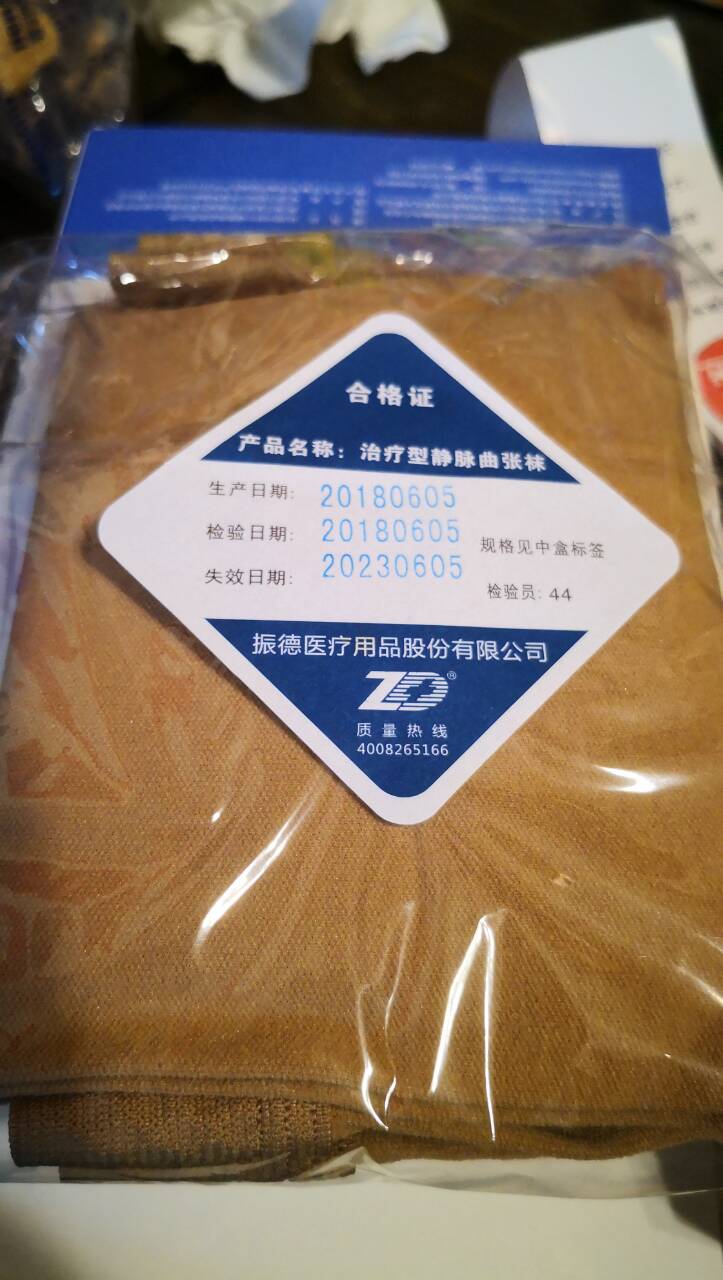 合格证
产品名称：治疗型静脉曲张袜
生产日期: 20180605
检验日期: 20180605
失效日期: 20230605
规格见中盒标签
检验员: 44
振德医疗用品股份有限公司
ZD®
质量热线
4008265166